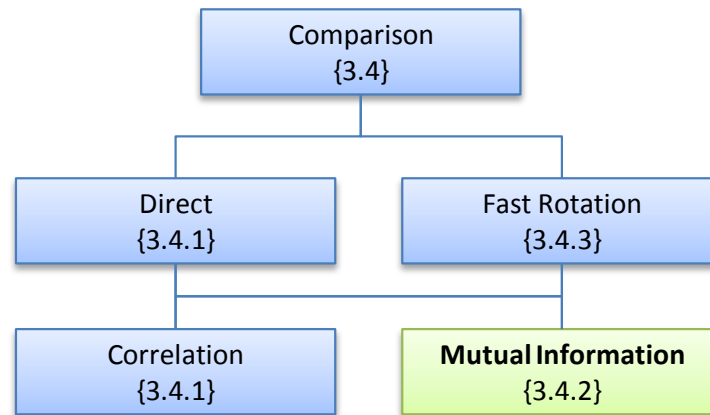 Comparison
{3.4}
Direct
{3.4.1}
Fast Rotation
{3.4.3}
Correlation
{3.4.1}
Mutual Information
{3.4.2}